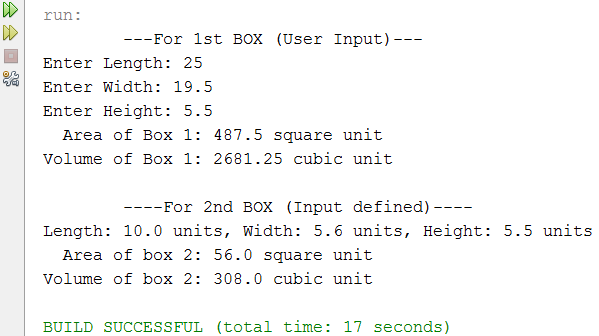 run:
---For 1st BOX (User Input)---
Enter Length: 25
Enter Width: 19.5
Enter Height: 5.5
Area of Box 1: 487.5 square unit
Volume of Box 1: 2681.25 cubic unit
----For 2nd BOX (Input defined)----
Length: 10.0 units, Width: 5.6 units, Height: 5.5 units
Area of box 2: 56.0 square unit
Volume of box 2: 308.0 cubic unit
BUILD SUCCESSFUL (total time: 17 seconds)